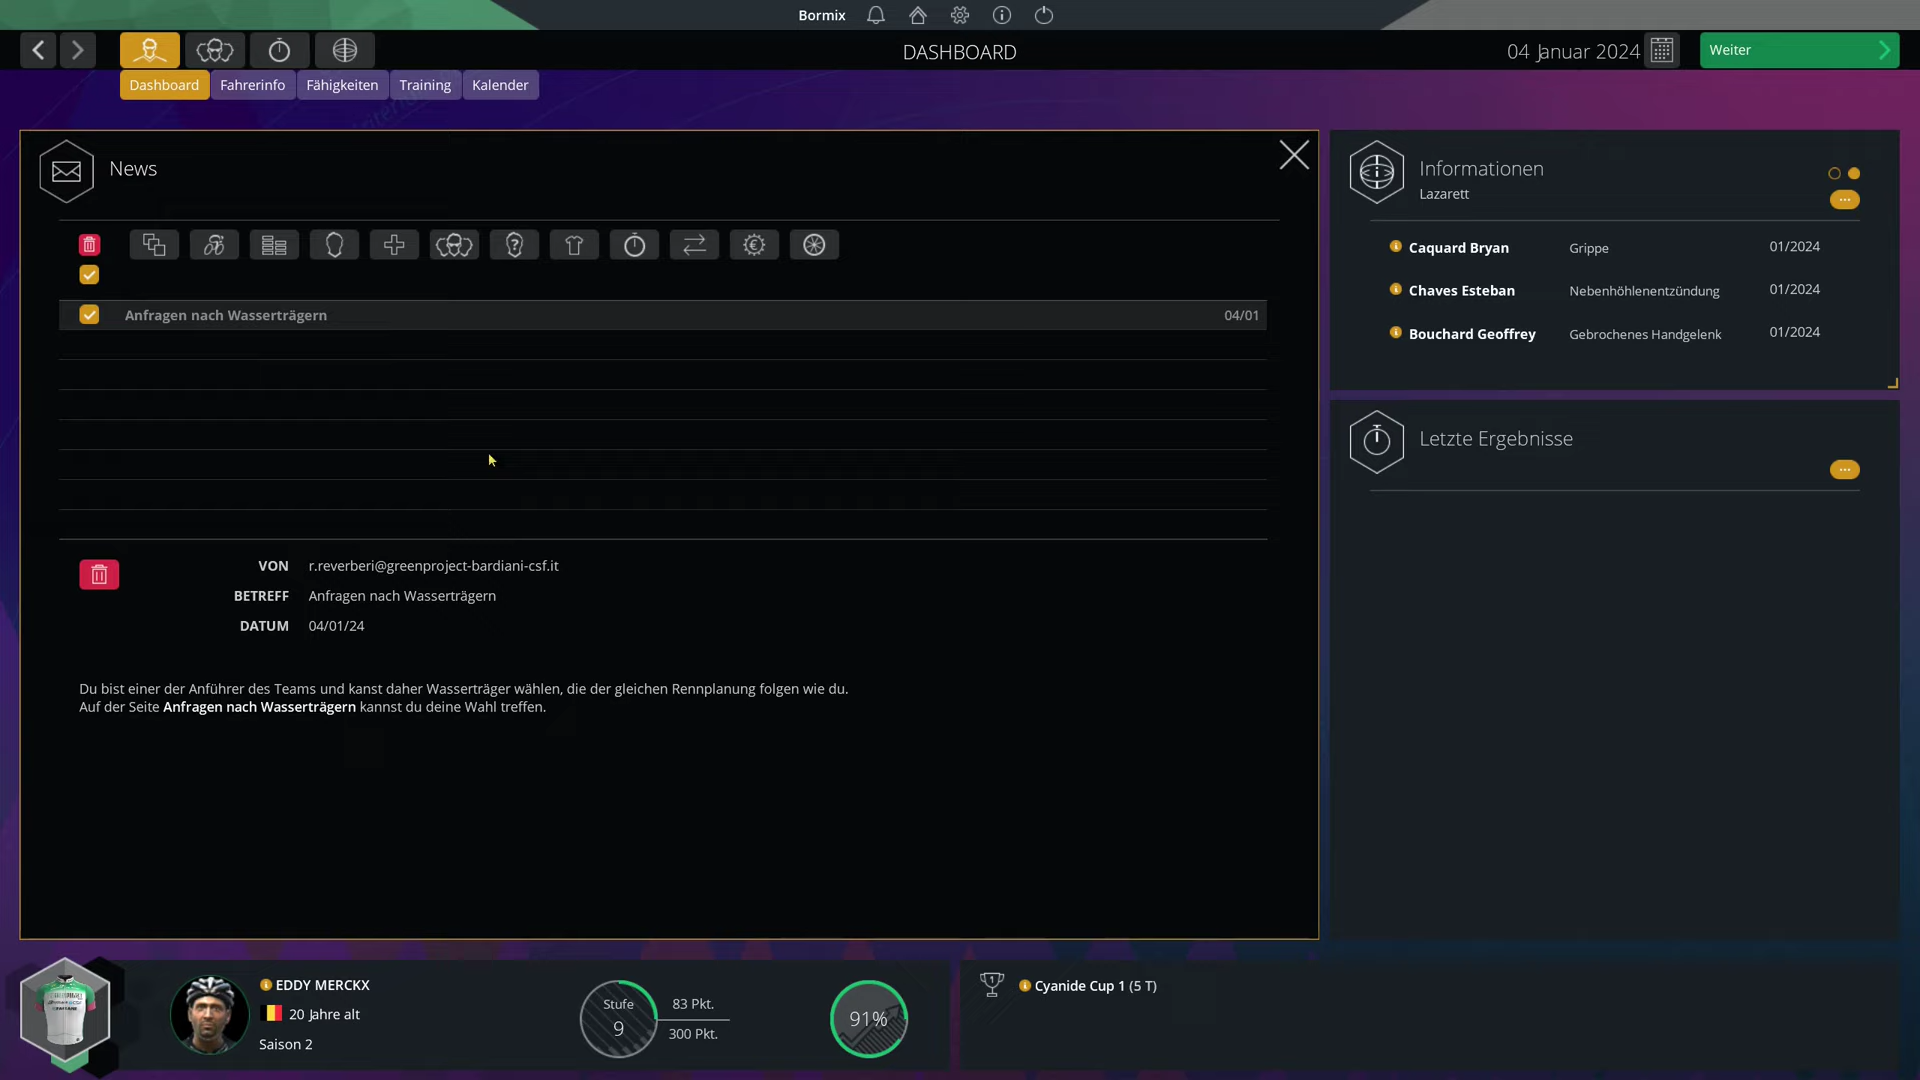 Bormix
DASHBOARD
04 Januar 2024
Weiter
Dashboard
Fahrerinfo
Fähigkeiten
Training
Kalender
News
Anfragen nach Wasserträgern
04/01
VON
r.reverberi@greenproject-bardiani-csf.it
BETREFF
Anfragen nach Wasserträgern
DATUM
04/01/24
Du bist einer der Anführer des Teams und kanst daher Wasserträger wählen, die der gleichen Rennplanung folgen wie du.
Auf der Seite Anfragen nach Wasserträgern kannst du deine Wahl treffen.
Informationen
Lazarett
Caquard Bryan
Grippe
01/2024
Chaves Esteban
Nebenhöhlenentzündung
01/2024
Bouchard Geoffrey
Gebrochenes Handgelenk
01/2024
Letzte Ergebnisse
EDDY MERCKX
20 Jahre alt
Saison 2
Stufe
9
83 Pkt.
300 Pkt.
91%
Cyanide Cup 1 (5 T)